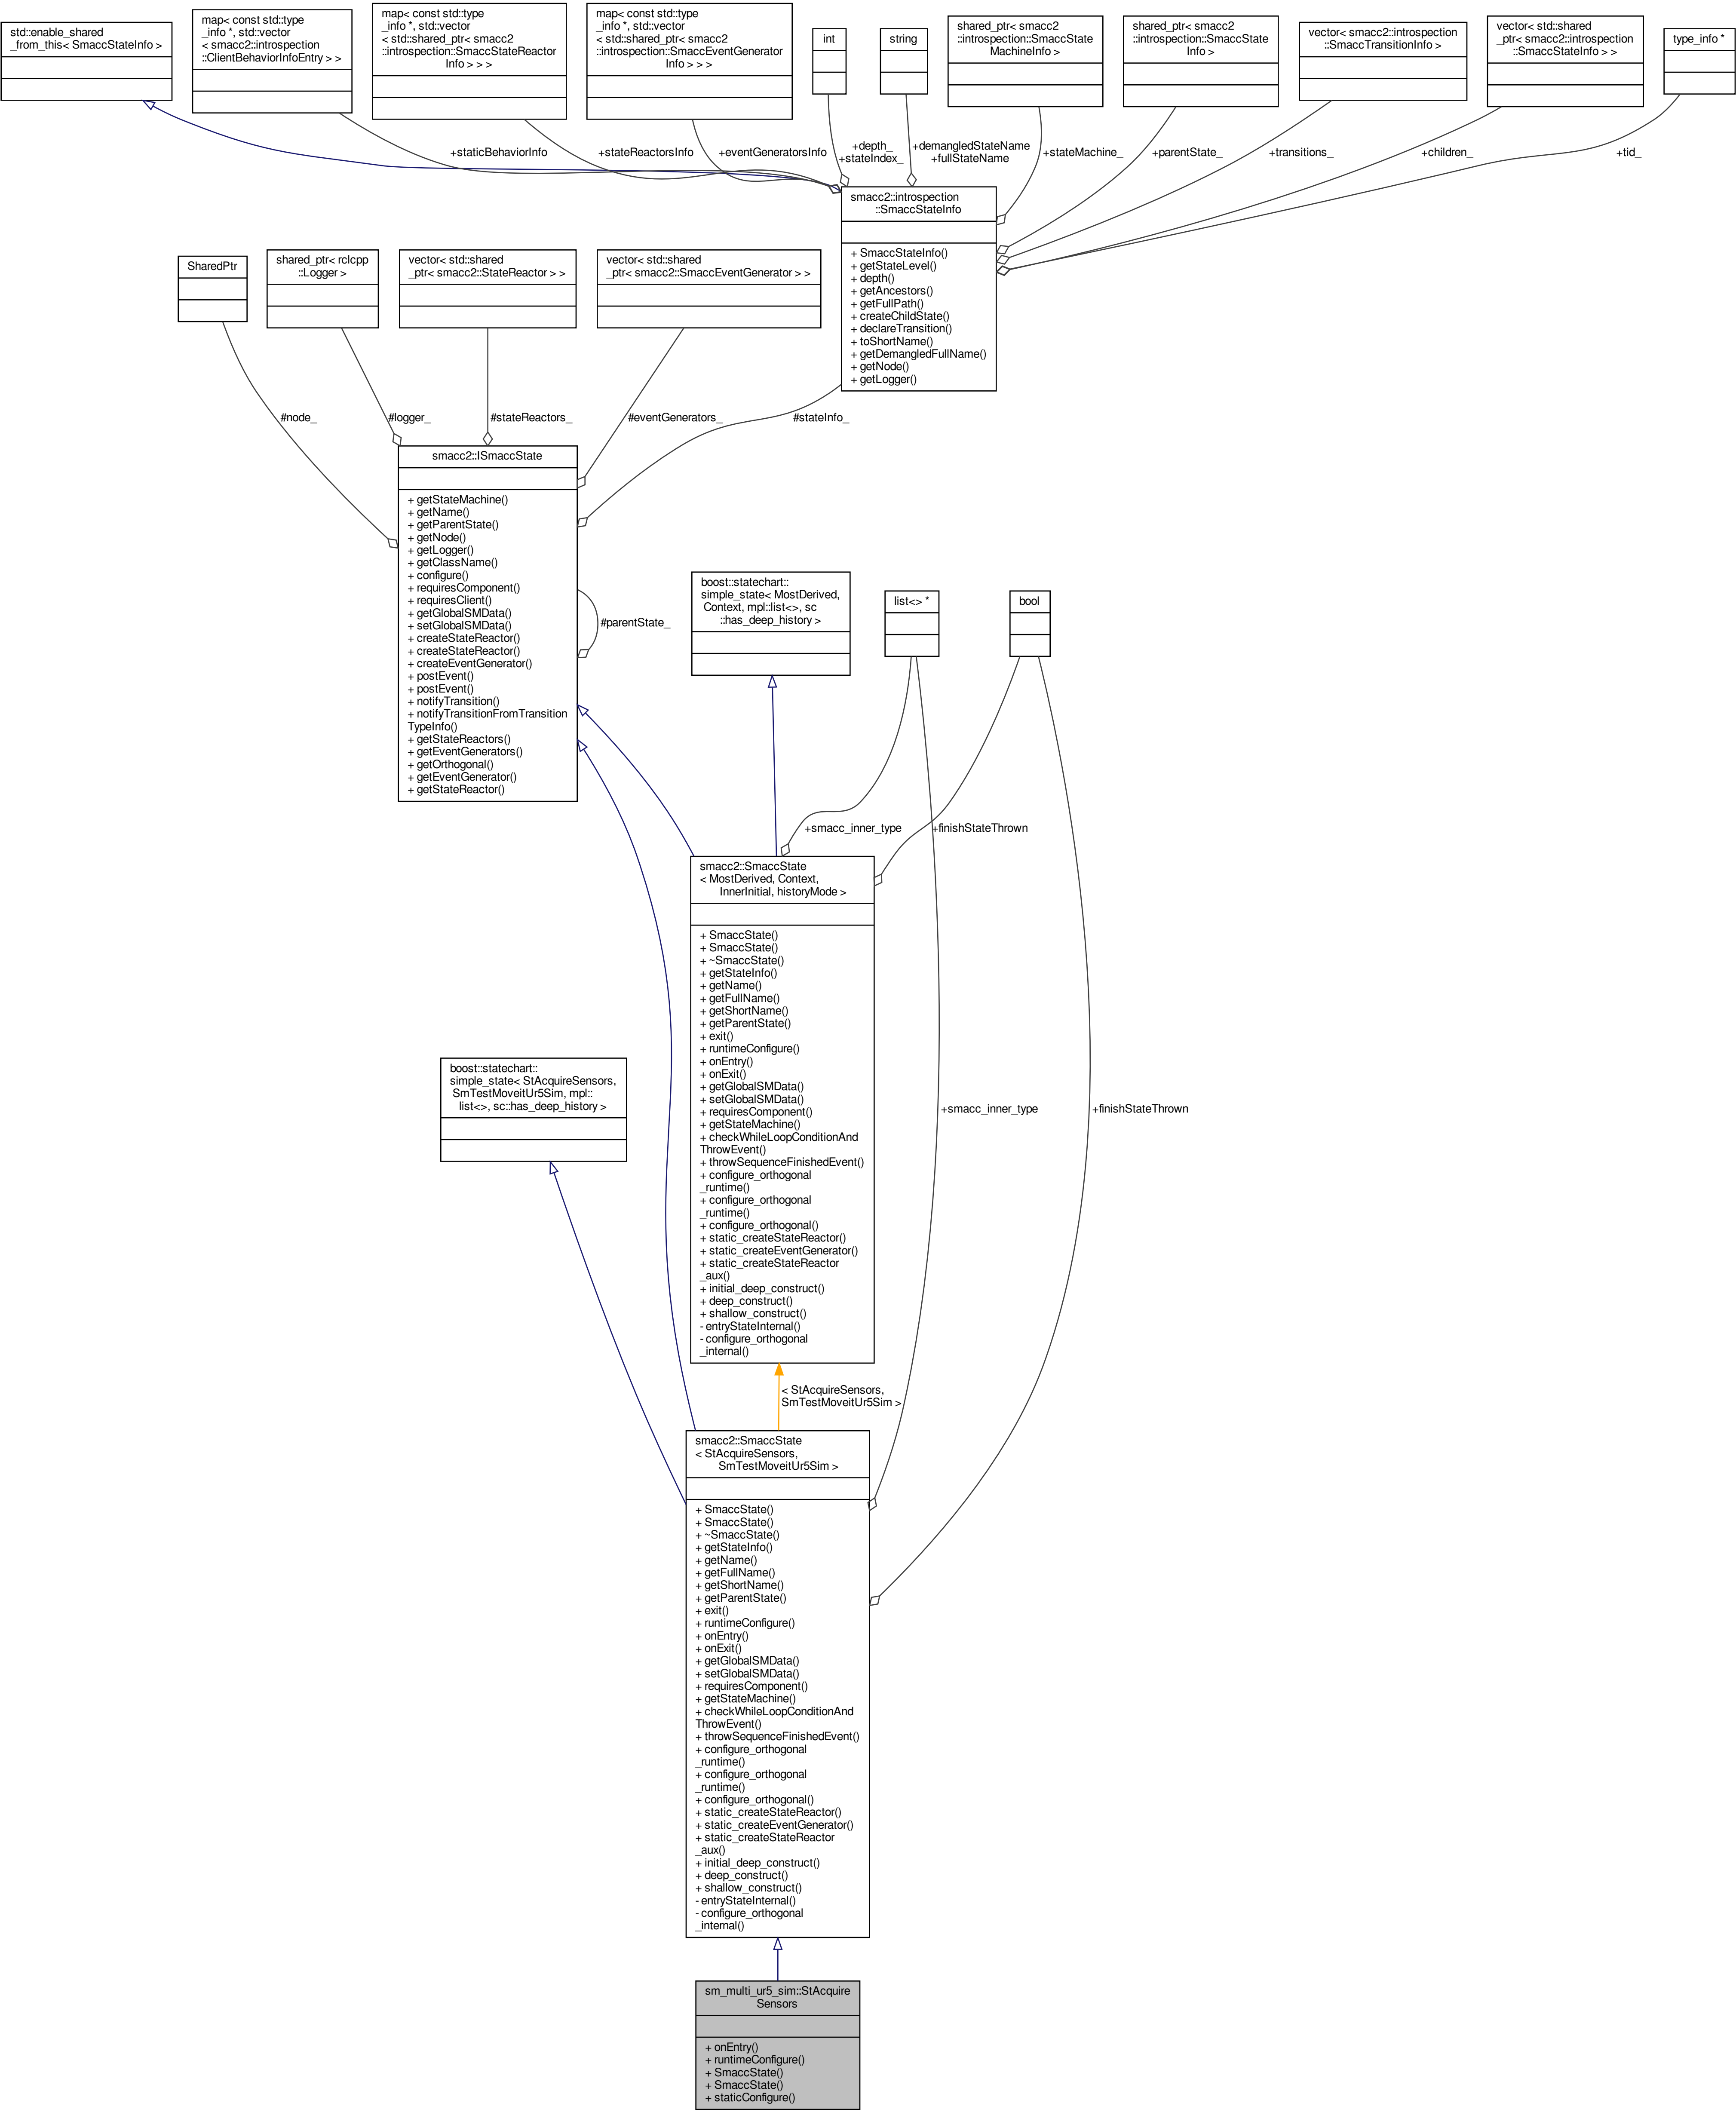 std::enable_shared
_from_this< SmaccStateInfo >
map< const std::type
_info *, std::vector
< smacc2::introspection
::ClientBehaviorInfoEntry > >
map< const std::type
_info *, std::vector
< std::shared_ptr< smacc2
::introspection::SmaccStateReactor
Info > > >
map< const std::type
_info *, std::vector
< std::shared_ptr< smacc2
::introspection::SmaccEventGenerator
Info > > >
int
string
shared_ptr< smacc2
::introspection::SmaccState
MachineInfo >
shared_ptr< smacc2
::introspection::SmaccState
Info >
vector< smacc2::introspection
::SmaccTransitionInfo >
vector< std::shared
_ptr< smacc2::introspection
::SmaccStateInfo > >
type_info *
+staticBehaviorInfo
+stateReactorsInfo
+eventGeneratorsInfo
+depth_
+stateIndex_
+demangledStateName
+fullStateName
+stateMachine_
+parentState_
+transitions_
+children_
+tid_
smacc2::introspection
::SmaccStateInfo
+ SmaccStateInfo()
+ getStateLevel()
+ depth()
+ getAncestors()
+ getFullPath()
+ createChildState()
+ declareTransition()
+ toShortName()
+ getDemangledFullName()
+ getNode()
+ getLogger()
SharedPtr
shared_ptr< rclcpp
::Logger >
vector< std::shared
_ptr< smacc2::StateReactor > >
vector< std::shared
_ptr< smacc2::SmaccEventGenerator > >
#node_
#logger_
#stateReactors_
#eventGenerators_
#stateInfo_
smacc2::ISmaccState
+ getStateMachine()
+ getName()
+ getParentState()
+ getNode()
+ getLogger()
+ getClassName()
+ configure()
+ requiresComponent()
+ requiresClient()
+ getGlobalSMData()
+ setGlobalSMData()
+ createStateReactor()
+ createStateReactor()
+ createEventGenerator()
+ postEvent()
+ postEvent()
+ notifyTransition()
+ notifyTransitionFromTransition
TypeInfo()
+ getStateReactors()
+ getEventGenerators()
+ getOrthogonal()
+ getEventGenerator()
+ getStateReactor()
#parentState_
boost::statechart::
simple_state< MostDerived,
Context, mpl::list<>, sc
::has_deep_history >
list<> *
bool
+smacc_inner_type
+finishStateThrown
smacc2::SmaccState
< MostDerived, Context,
InnerInitial, historyMode >
+ SmaccState()
+ SmaccState()
+ ~SmaccState()
+ getStateInfo()
+ getName()
+ getFullName()
+ getShortName()
+ getParentState()
+ exit()
+ runtimeConfigure()
+ onEntry()
+ onExit()
+ getGlobalSMData()
+ setGlobalSMData()
+ requiresComponent()
+ getStateMachine()
+ checkWhileLoopConditionAnd
ThrowEvent()
+ throwSequenceFinishedEvent()
+ configure_orthogonal
_runtime()
+ configure_orthogonal
_runtime()
+ configure_orthogonal()
+ static_createStateReactor()
+ static_createEventGenerator()
+ static_createStateReactor
_aux()
+ initial_deep_construct()
+ deep_construct()
+ shallow_construct()
- entryStateInternal()
- configure_orthogonal
_internal()
boost::statechart::
simple_state< StAcquireSensors,
SmTestMoveitUr5Sim, mpl::
list<>, sc::has_deep_history >
+smacc_inner_type
+finishStateThrown
< StAcquireSensors,
SmTestMoveitUr5Sim >
smacc2::SmaccState
< StAcquireSensors,
SmTestMoveitUr5Sim >
+ SmaccState()
+ SmaccState()
+ ~SmaccState()
+ getStateInfo()
+ getName()
+ getFullName()
+ getShortName()
+ getParentState()
+ exit()
+ runtimeConfigure()
+ onEntry()
+ onExit()
+ getGlobalSMData()
+ setGlobalSMData()
+ requiresComponent()
+ getStateMachine()
+ checkWhileLoopConditionAnd
ThrowEvent()
+ throwSequenceFinishedEvent()
+ configure_orthogonal
_runtime()
+ configure_orthogonal
_runtime()
+ configure_orthogonal()
+ static_createStateReactor()
+ static_createEventGenerator()
+ static_createStateReactor
_aux()
+ initial_deep_construct()
+ deep_construct()
+ shallow_construct()
- entryStateInternal()
- configure_orthogonal
_internal()
sm_multi_ur5_sim::StAcquire
Sensors
+ onEntry()
+ runtimeConfigure()
+ SmaccState()
+ SmaccState()
+ staticConfigure()